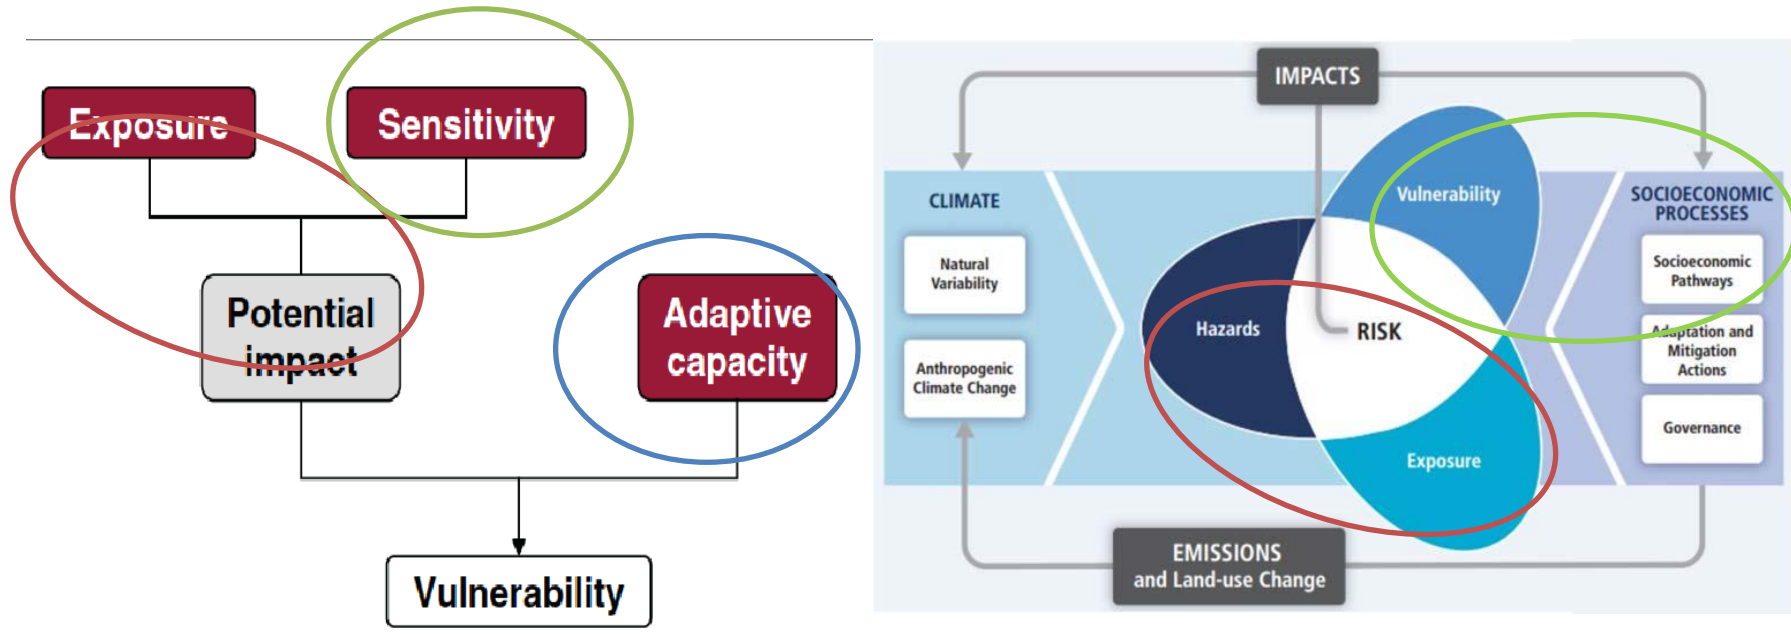 Exposure
Sensitivity
Potential
impact
Adaptive
capacity
Vulnerability
IMPACTS
CLIMATE
Natural
Variability
Anthropogenic
Climate Change
Vulnerability
Hazards
RISK
Exposure
SOCIOECONOMIC
PROCESSES
Socioeconomic
Pathways
Adaptation and
Mitigation
Actions
Governance
EMISSIONS
and Land-use Change